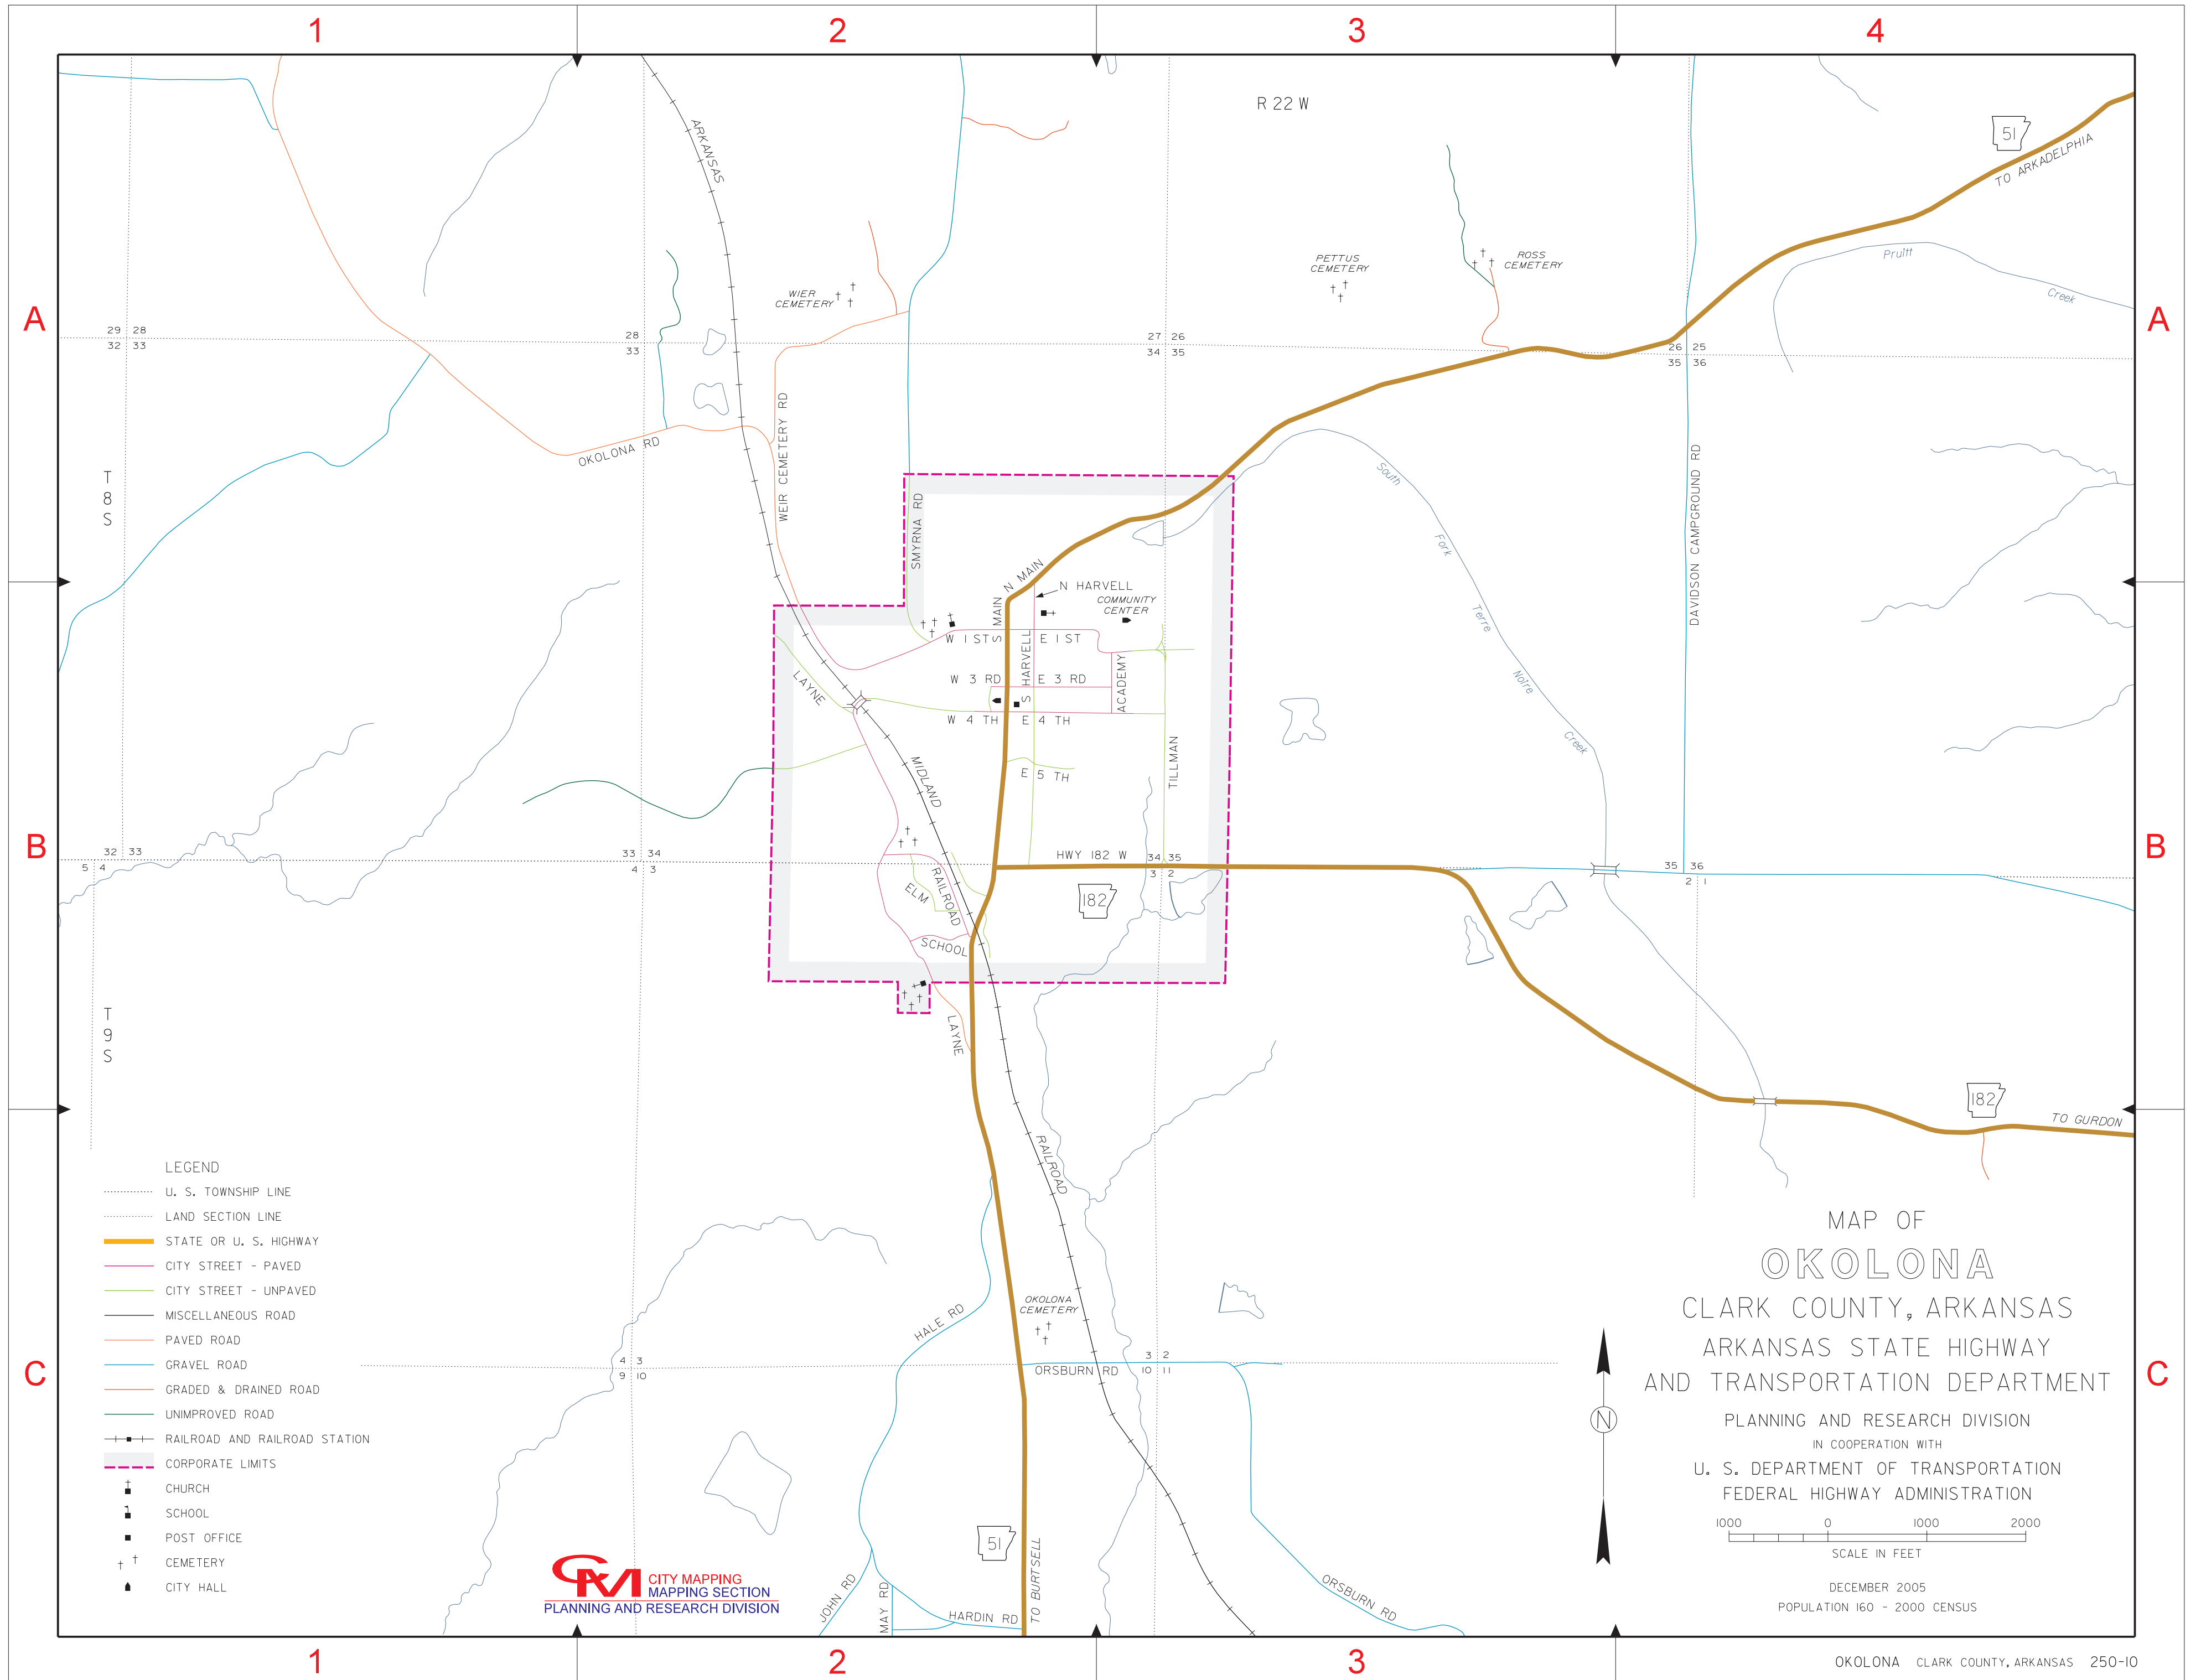 1
2
3
4
R 22 W
51
TO ARKADELPHIA
ARKANSAS
Pruitt
Creek
WIER
CEMETERY
PETTUS
CEMETERY
ROSS
CEMETERY
A
A
29 28
32 33
28
33
27 26
34 35
26 25
35 36
OKOLONA RD
WEIR CEMETERY RD
SMYRNA RD
South
Fork
Terre
Noire
Creek
DAVIDSON CAMPGROUND RD
T
8
S
N MAIN
N HARVELL
COMMUNITY
CENTER
S MAIN
W 1 ST
E 1 ST
S HARVELL
ACADEMY
W 3 RD
E 3 RD
LAYNE
W 4 TH
E 4 TH
MIDLAND
E 5 TH
TILLMAN
B
B
32 33
5 4
33 34
4 3
HWY 182 W
34 35
3 2
35 36
2 1
RAILROAD
ELM
182
SCHOOL
LAYNE
T
9
S
RAILROAD
182
TO GURDON
LEGEND
U. S. TOWNSHIP LINE
LAND SECTION LINE
STATE OR U. S. HIGHWAY
CITY STREET - PAVED
CITY STREET - UNPAVED
MISCELLANEOUS ROAD
PAVED ROAD
GRAVEL ROAD
GRADED & DRAINED ROAD
UNIMPROVED ROAD
RAILROAD AND RAILROAD STATION
CORPORATE LIMITS
CHURCH
SCHOOL
POST OFFICE
CEMETERY
CITY HALL
HALE RD
OKOLONA
CEMETERY
ORSBURN RD
4 3
9 10
3 2
10 11
C
C
51
TO BURTSELL
JOHN RD
MAY RD
HARDIN RD
ORSBURN RD
CM
CITY MAPPING
MAPPING SECTION
PLANNING AND RESEARCH DIVISION
MAP OF
OKOLONA
CLARK COUNTY, ARKANSAS
ARKANSAS STATE HIGHWAY
AND TRANSPORTATION DEPARTMENT
PLANNING AND RESEARCH DIVISION
IN COOPERATION WITH
U. S. DEPARTMENT OF TRANSPORTATION
FEDERAL HIGHWAY ADMINISTRATION
N
1000 0 1000 2000
SCALE IN FEET
DECEMBER 2005
POPULATION 160 - 2000 CENSUS
1
2
3
OKOLONA CLARK COUNTY, ARKANSAS 250-10